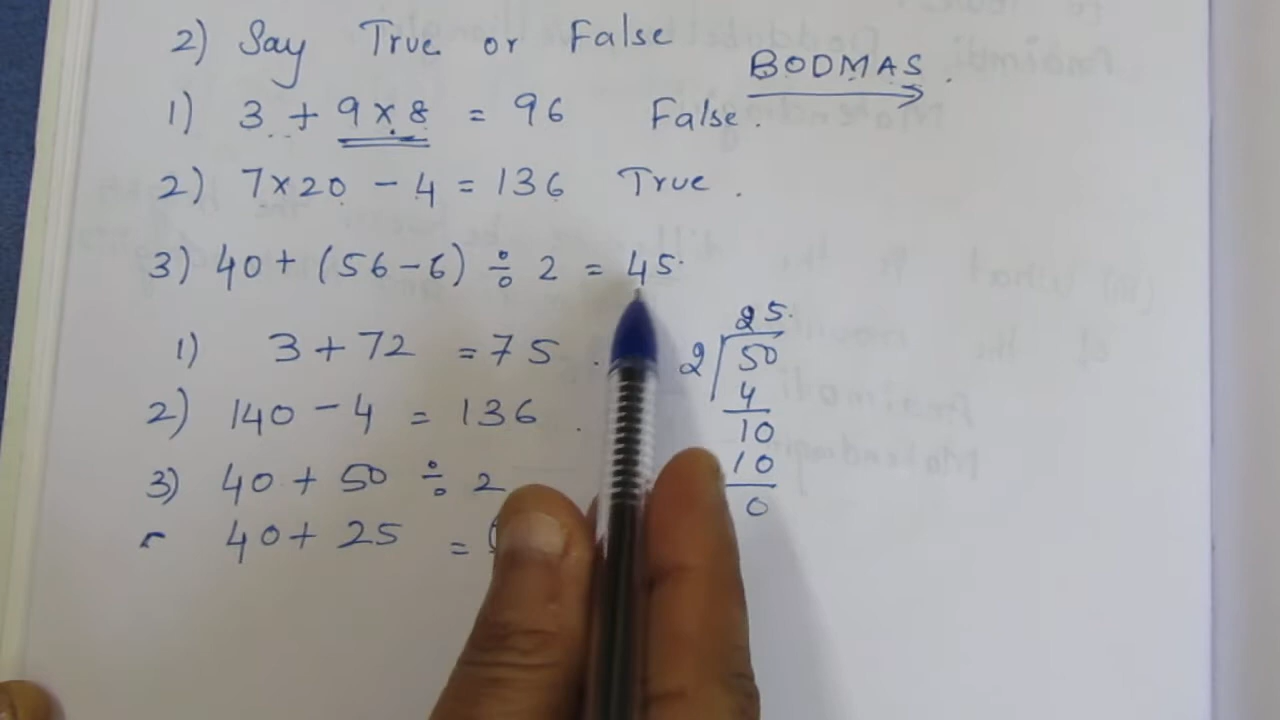 2) Say True or False
BODMAS.
1) 3 + 9 × 8 = 96 False.
2) 7×20 - 4 = 136 True.
3) 40 + (56-6) ÷ 2 = 45.
1) 3 + 72 = 75.
2) 140 - 4 = 136.
3) 40 + 50 ÷ 2
40 + 25 =
25.
2 50
4
10
10
0